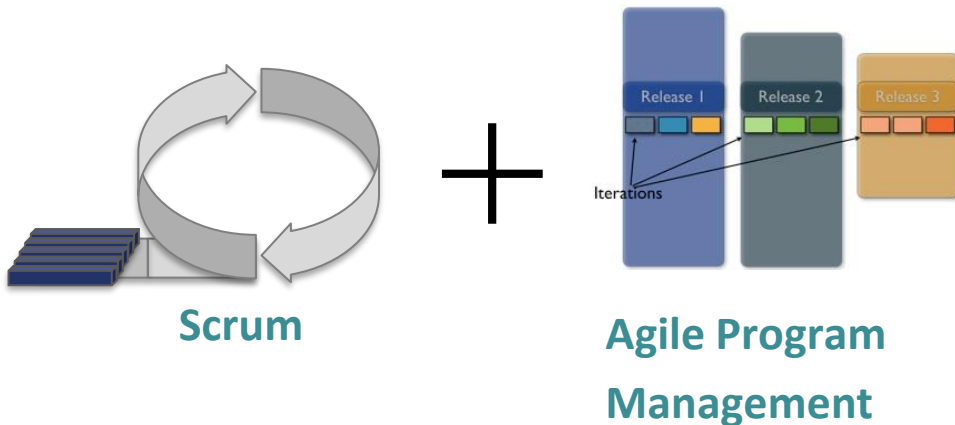 Release 1
Release 2
Release 3
Iterations
Scrum
Agile Program
Management